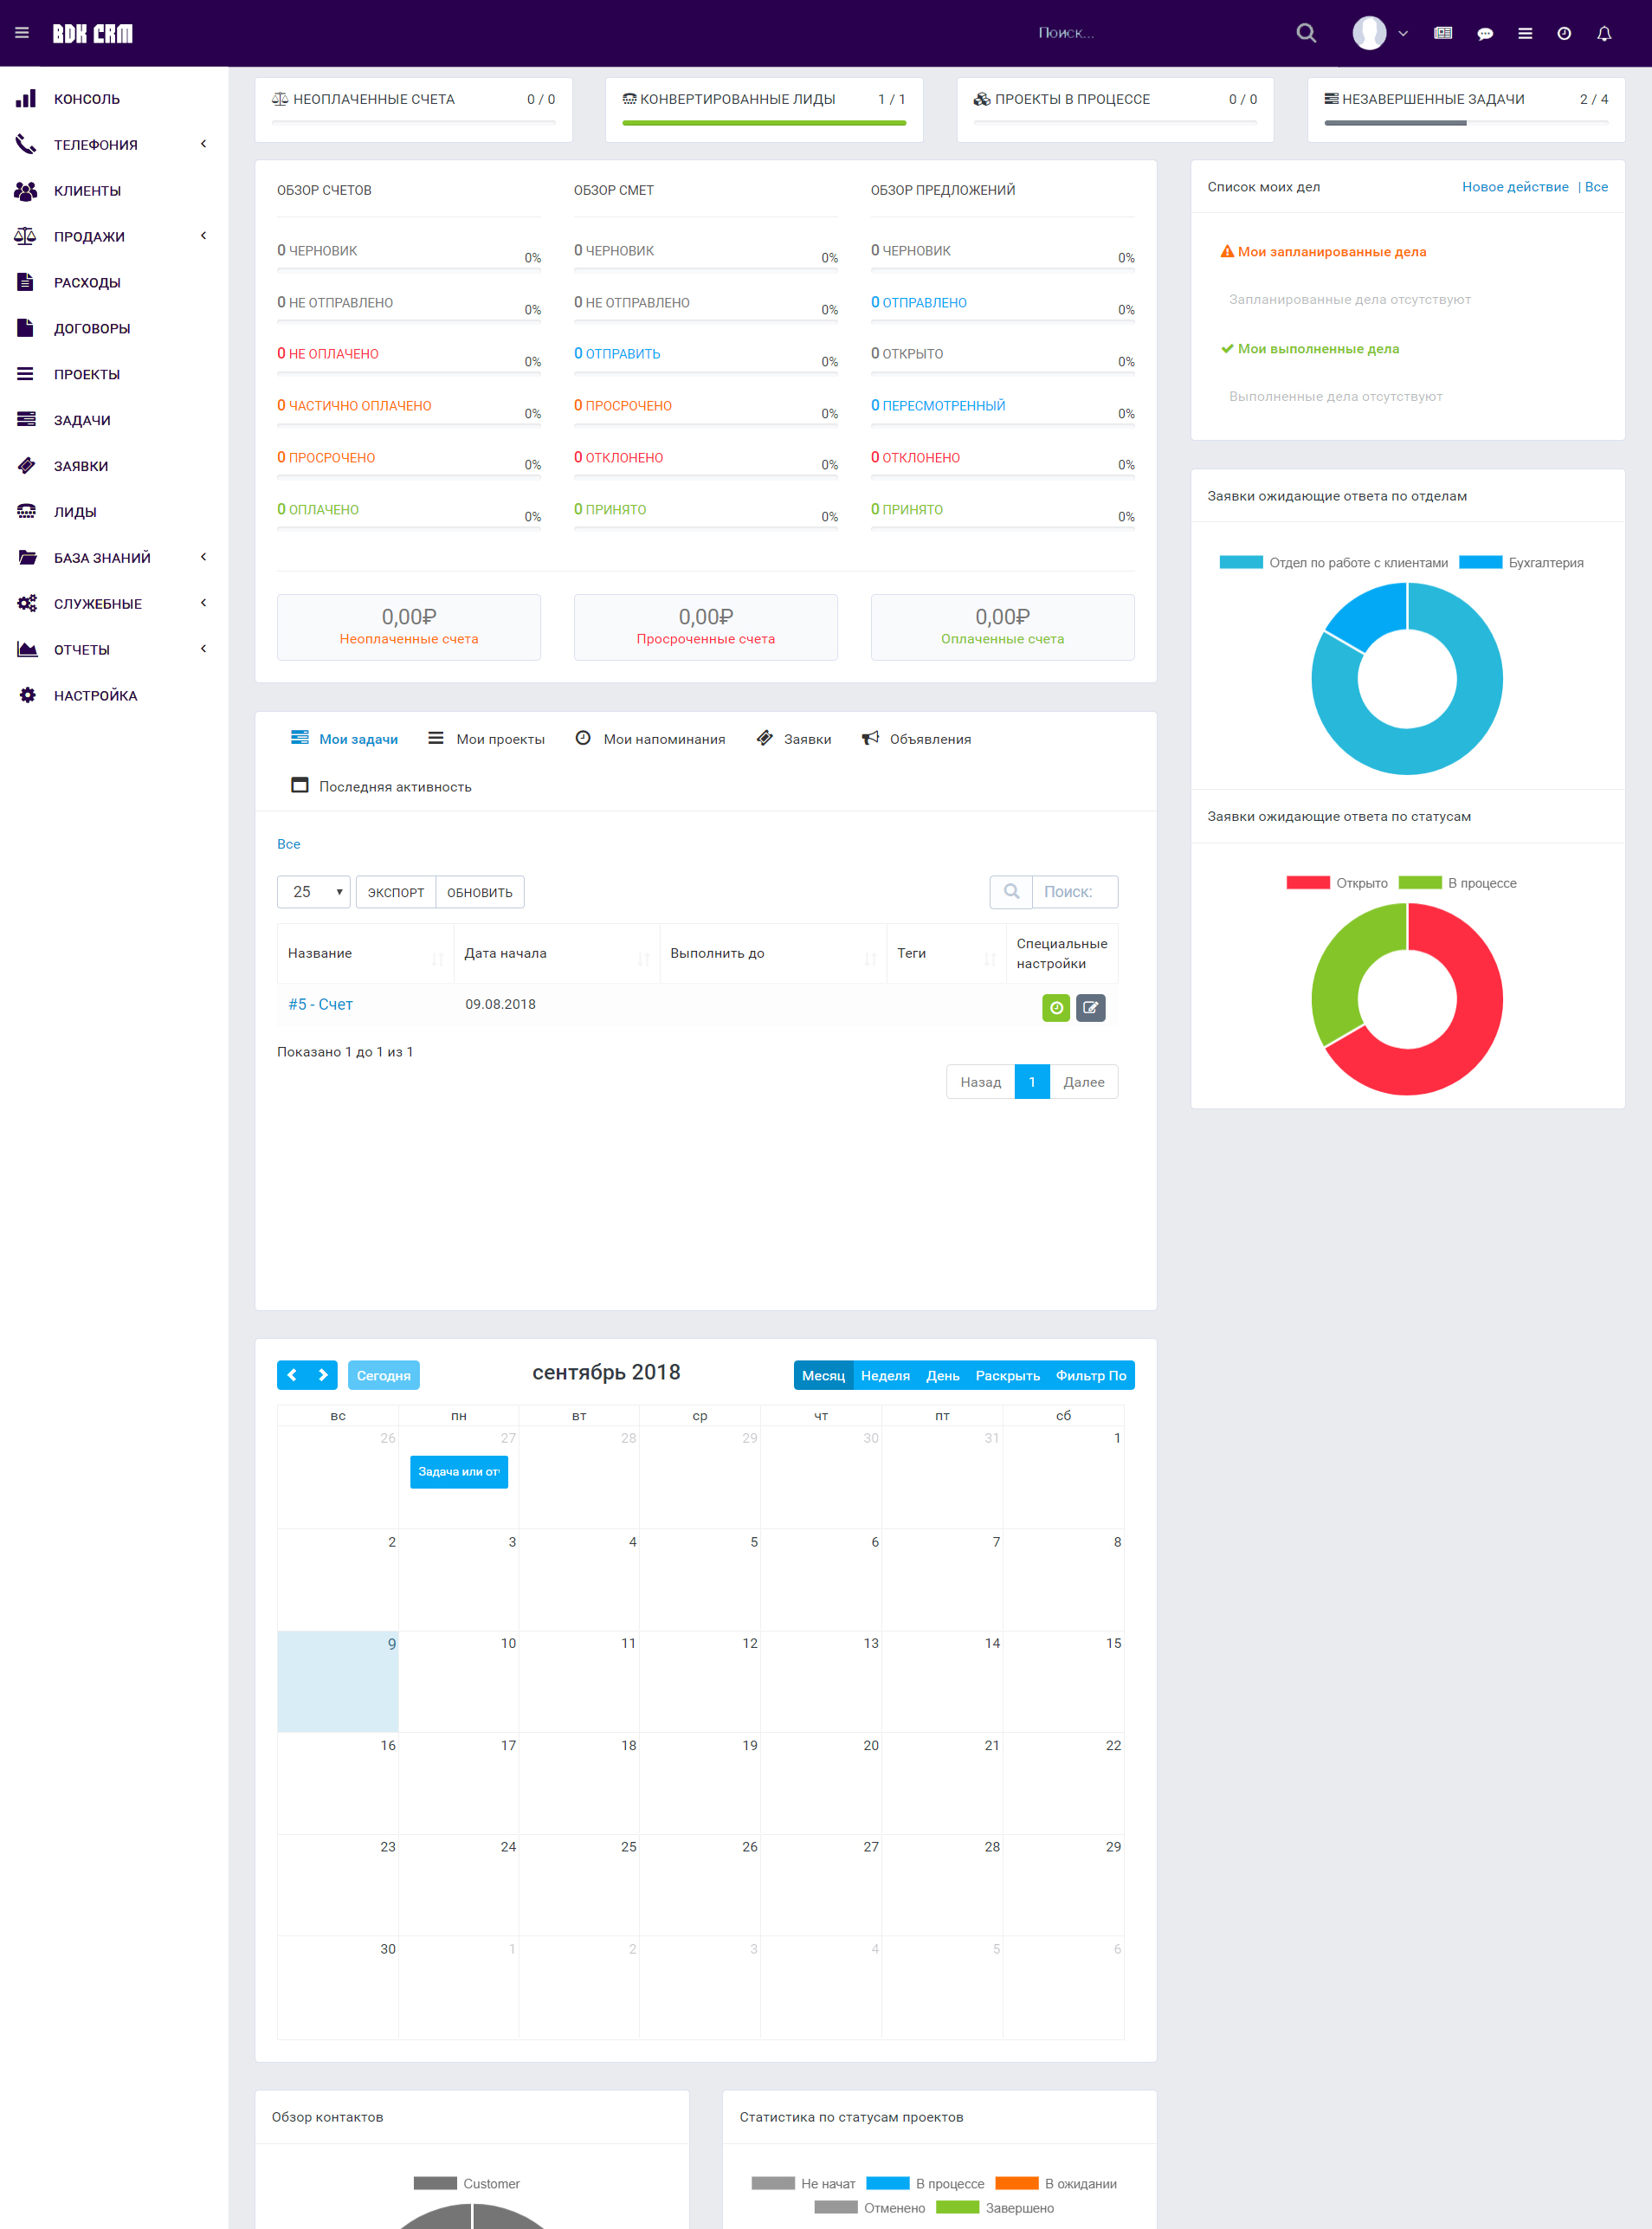 BDK CRM
Поиск...
КОНСОЛЬ
ТЕЛЕФОНИЯ
КЛИЕНТЫ
ПРОДАЖИ
РАСХОДЫ
ДОГОВОРЫ
ПРОЕКТЫ
ЗАДАЧИ
ЗАЯВКИ
ЛИДЫ
БАЗА ЗНАНИЙ
СЛУЖЕБНЫЕ
ОТЧЕТЫ
НАСТРОЙКА
НЕОПЛАЧЕННЫЕ СЧЕТА 0 / 0
КОНВЕРТИРОВАННЫЕ ЛИДЫ 1 / 1
ПРОЕКТЫ В ПРОЦЕССЕ 0 / 0
НЕЗАВЕРШЕННЫЕ ЗАДАЧИ 2 / 4
ОБЗОР СЧЕТОВ
0 ЧЕРНОВИК 0%
0 НЕ ОТПРАВЛЕНО 0%
0 НЕ ОПЛАЧЕНО 0%
0 ЧАСТИЧНО ОПЛАЧЕНО 0%
0 ПРОСРОЧЕНО 0%
0 ОПЛАЧЕНО 0%
ОБЗОР СМЕТ
0 ЧЕРНОВИК 0%
0 НЕ ОТПРАВЛЕНО 0%
0 ОТПРАВИТЬ 0%
0 ПРОСРОЧЕНО 0%
0 ОТКЛОНЕНО 0%
0 ПРИНЯТО 0%
ОБЗОР ПРЕДЛОЖЕНИЙ
0 ЧЕРНОВИК 0%
0 ОТПРАВЛЕНО 0%
0 ОТКРЫТО 0%
0 ПЕРЕСМОТРЕННЫЙ 0%
0 ОТКЛОНЕНО 0%
0 ПРИНЯТО 0%
0,00₽
Неоплаченные счета
0,00₽
Просроченные счета
0,00₽
Оплаченные счета
Список моих дел Новое действие | Все
Мои запланированные дела
Запланированные дела отсутствуют
Мои выполненные дела
Выполненные дела отсутствуют
Заявки ожидающие ответа по отделам
Отдел по работе с клиентами Бухгалтерия
Заявки ожидающие ответа по статусам
Открыто В процессе
Мои задачи Мои проекты Мои напоминания Заявки Объявления
Последняя активность
Все
25 ЭКСПОРТ ОБНОВИТЬ Поиск:
Название Дата начала Выполнить до Теги Специальные настройки
#5 - Счет 09.08.2018
Показано 1 до 1 из 1
Назад 1 Далее
Сегодня сентябрь 2018 Месяц Неделя День Раскрыть Фильтр По
вс пн вт ср чт пт сб
26 27 28 29 30 31 1
Задача или от
2 3 4 5 6 7 8
9 10 11 12 13 14 15
16 17 18 19 20 21 22
23 24 25 26 27 28 29
30 1 2 3 4 5 6
Обзор контактов
Customer
Статистика по статусам проектов
Не начат В процессе В ожидании
Отменено Завершено